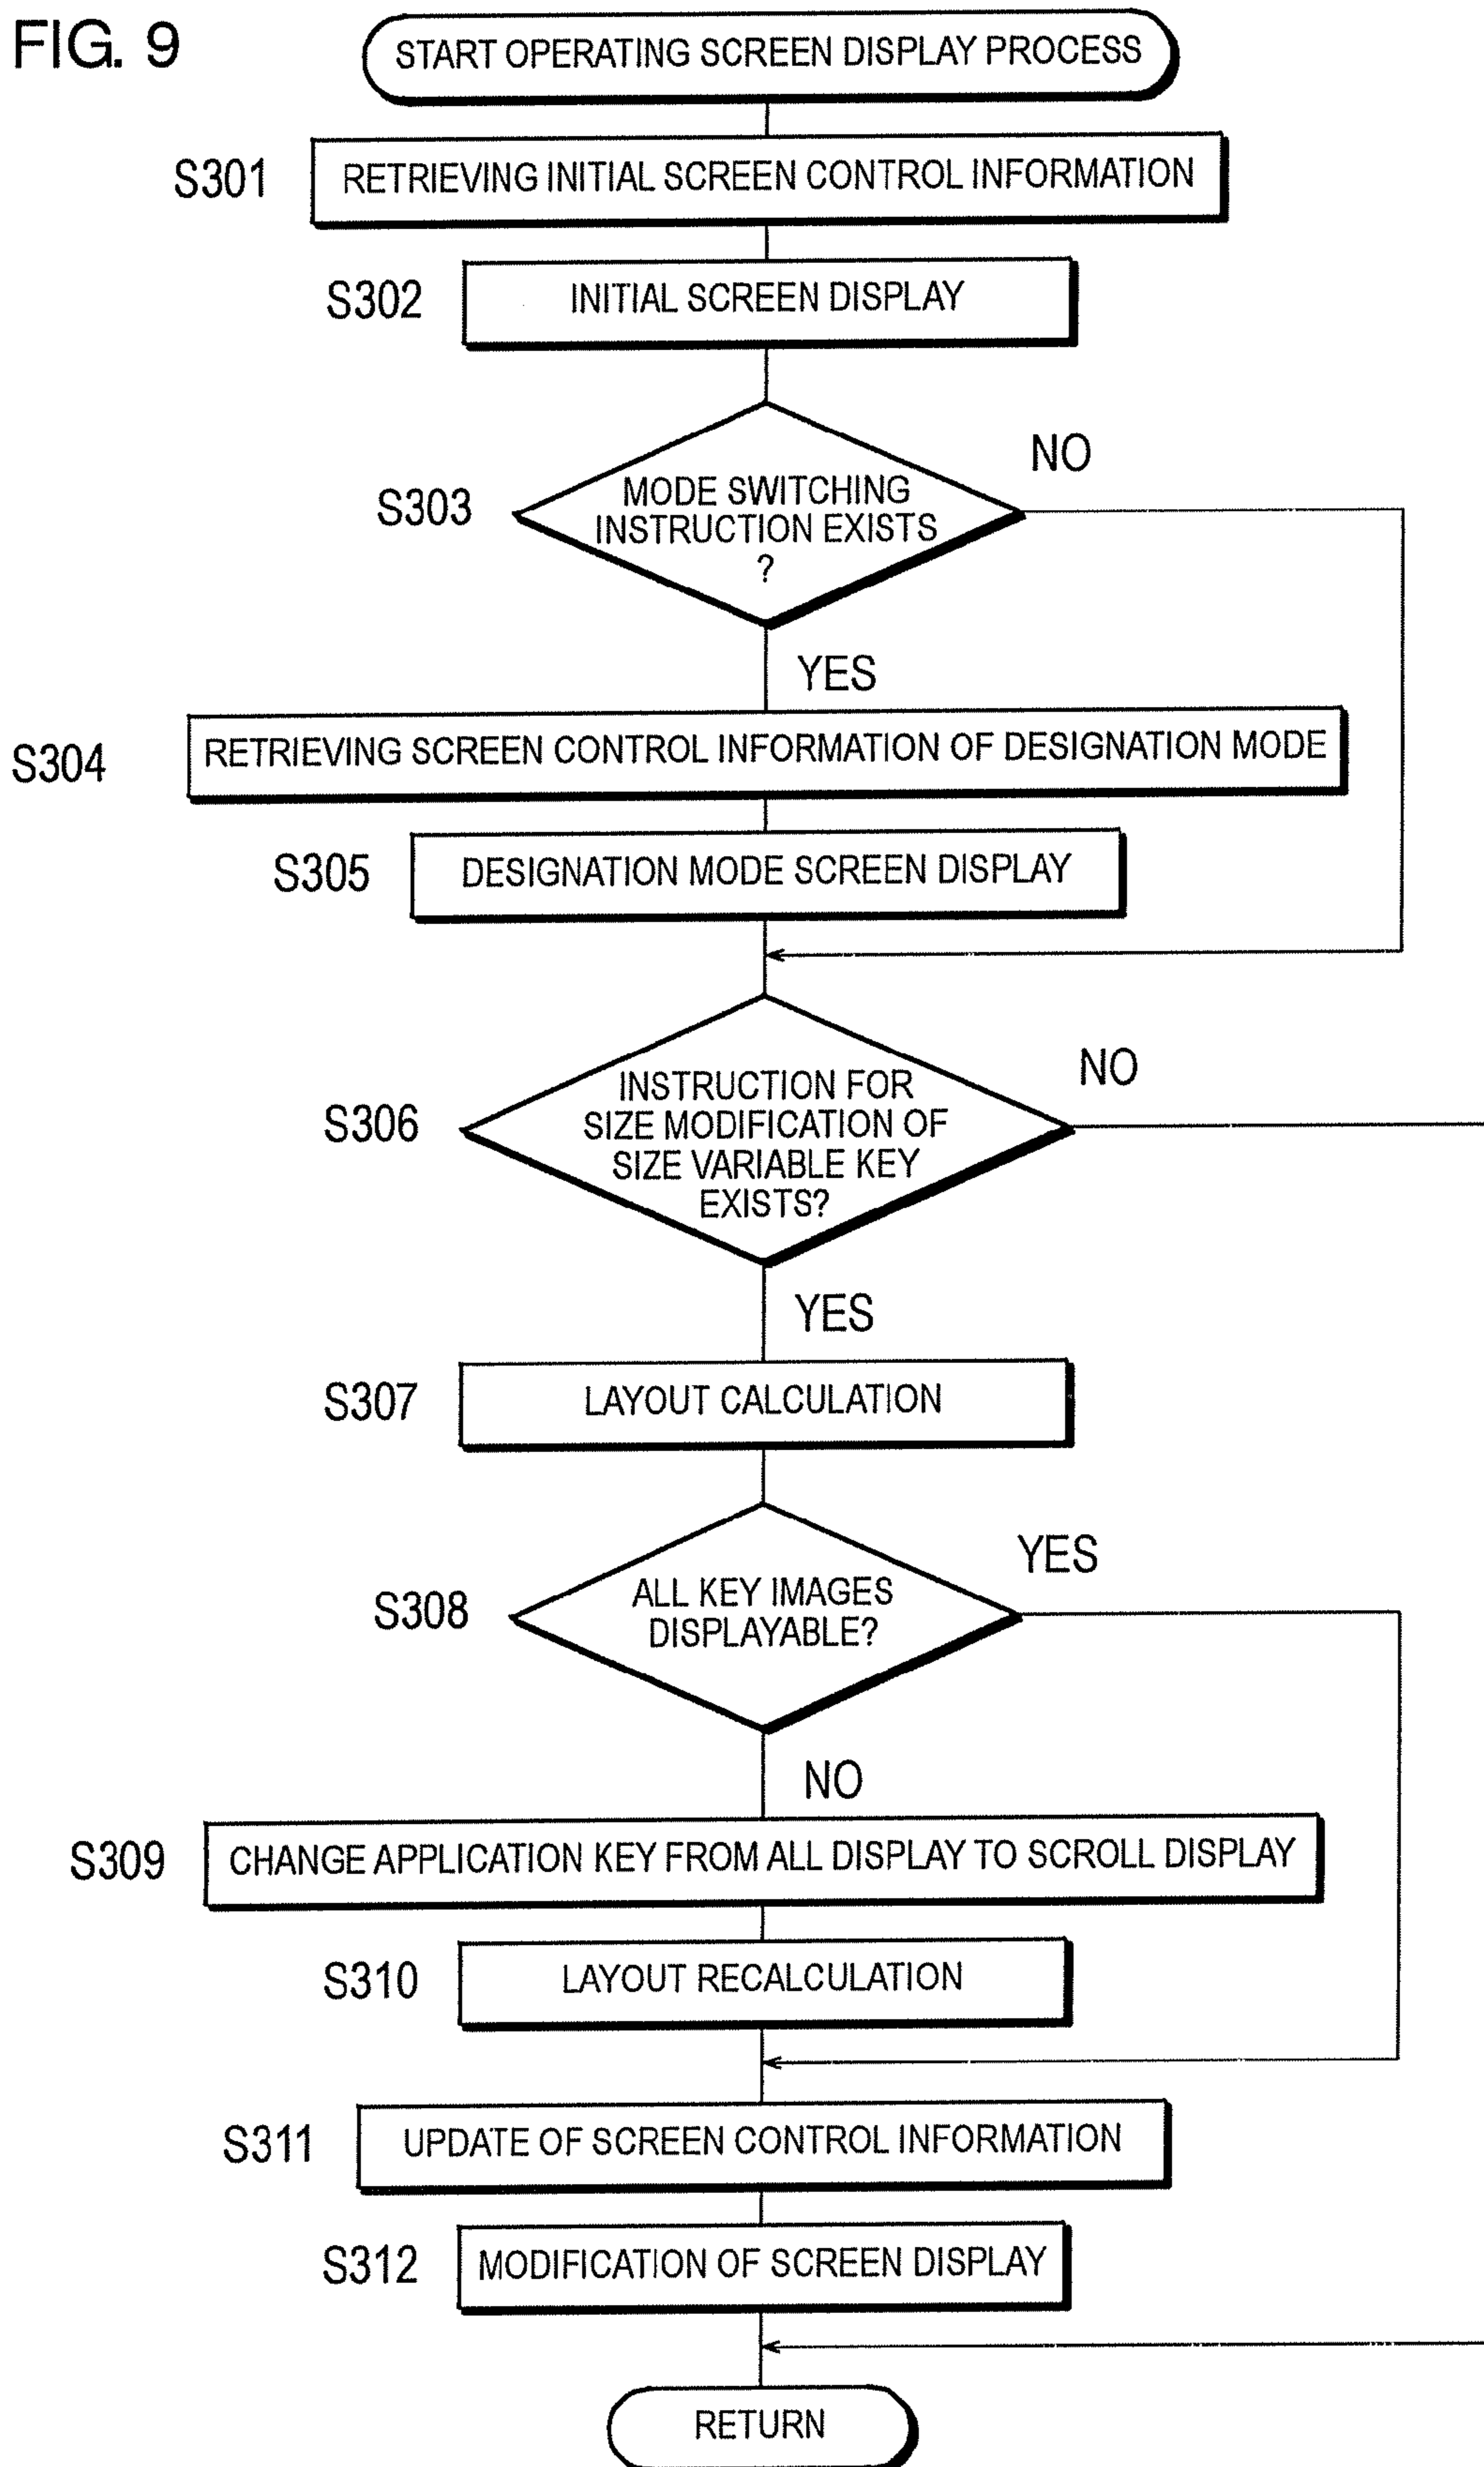 FIG. 9
START OPERATING SCREEN DISPLAY PROCESS
S301
RETRIEVING INITIAL SCREEN CONTROL INFORMATION
S302
INITIAL SCREEN DISPLAY
NO
S303
MODE SWITCHING
INSTRUCTION EXISTS
?
YES
S304
RETRIEVING SCREEN CONTROL INFORMATION OF DESIGNATION MODE
S305
DESIGNATION MODE SCREEN DISPLAY
NO
S306
INSTRUCTION FOR
SIZE MODIFICATION OF
SIZE VARIABLE KEY
EXISTS?
YES
S307
LAYOUT CALCULATION
YES
S308
ALL KEY IMAGES
DISPLAYABLE?
NO
S309
CHANGE APPLICATION KEY FROM ALL DISPLAY TO SCROLL DISPLAY
S310
LAYOUT RECALCULATION
S311
UPDATE OF SCREEN CONTROL INFORMATION
S312
MODIFICATION OF SCREEN DISPLAY
RETURN